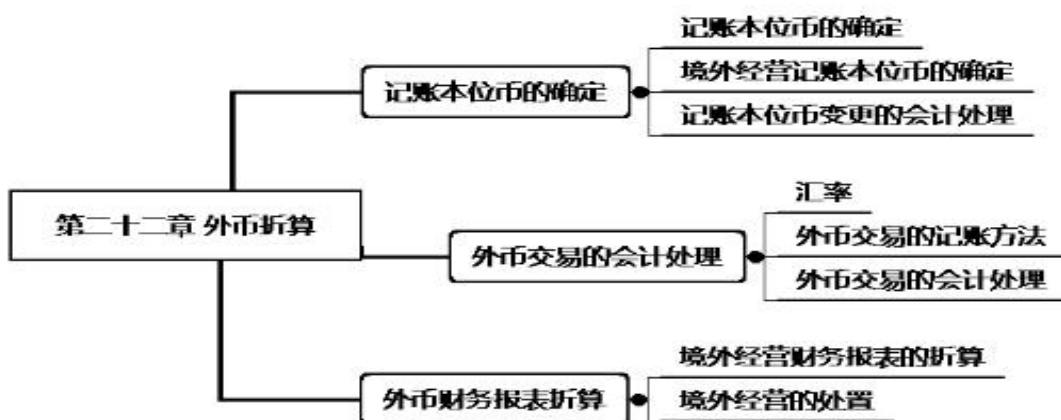 第二十二章 外币折算
记账本位币的确定
记账本位币的确定
境外经营记账本位币的确定
记账本位币变更的会计处理
外币交易的会计处理
汇率
外币交易的记账方法
外币交易的会计处理
外币财务报表折算
境外经营财务报表的折算
境外经营的处置